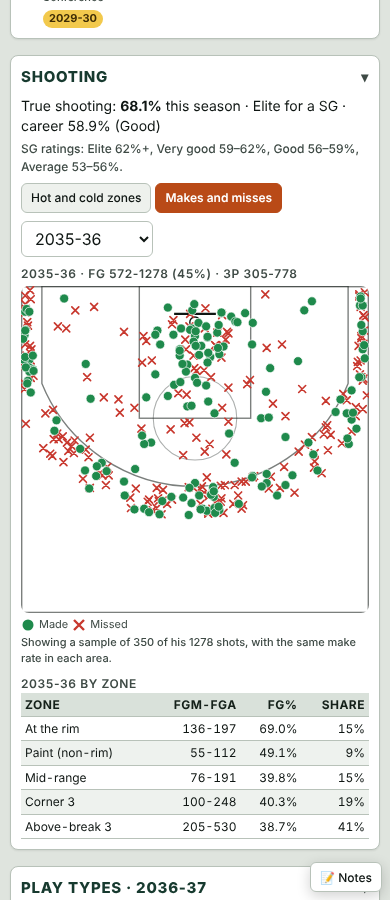 2029-30
SHOOTING ▼
True shooting: 68.1% this season · Elite for a SG ·
career 58.9% (Good)
SG ratings: Elite 62%+, Very good 59–62%, Good 56–59%,
Average 53–56%.
Hot and cold zones Makes and misses
2035-36
2035-36 · FG 572-1278 (45%) · 3P 305-778
Made Missed
Showing a sample of 350 of his 1278 shots, with the same make
rate in each area.
2035-36 BY ZONE
ZONE FGM-FGA FG% SHARE
At the rim 136-197 69.0% 15%
Paint (non-rim) 55-112 49.1% 9%
Mid-range 76-191 39.8% 15%
Corner 3 100-248 40.3% 19%
Above-break 3 205-530 38.7% 41%
PLAY TYPES · 2036-37
📝 Notes